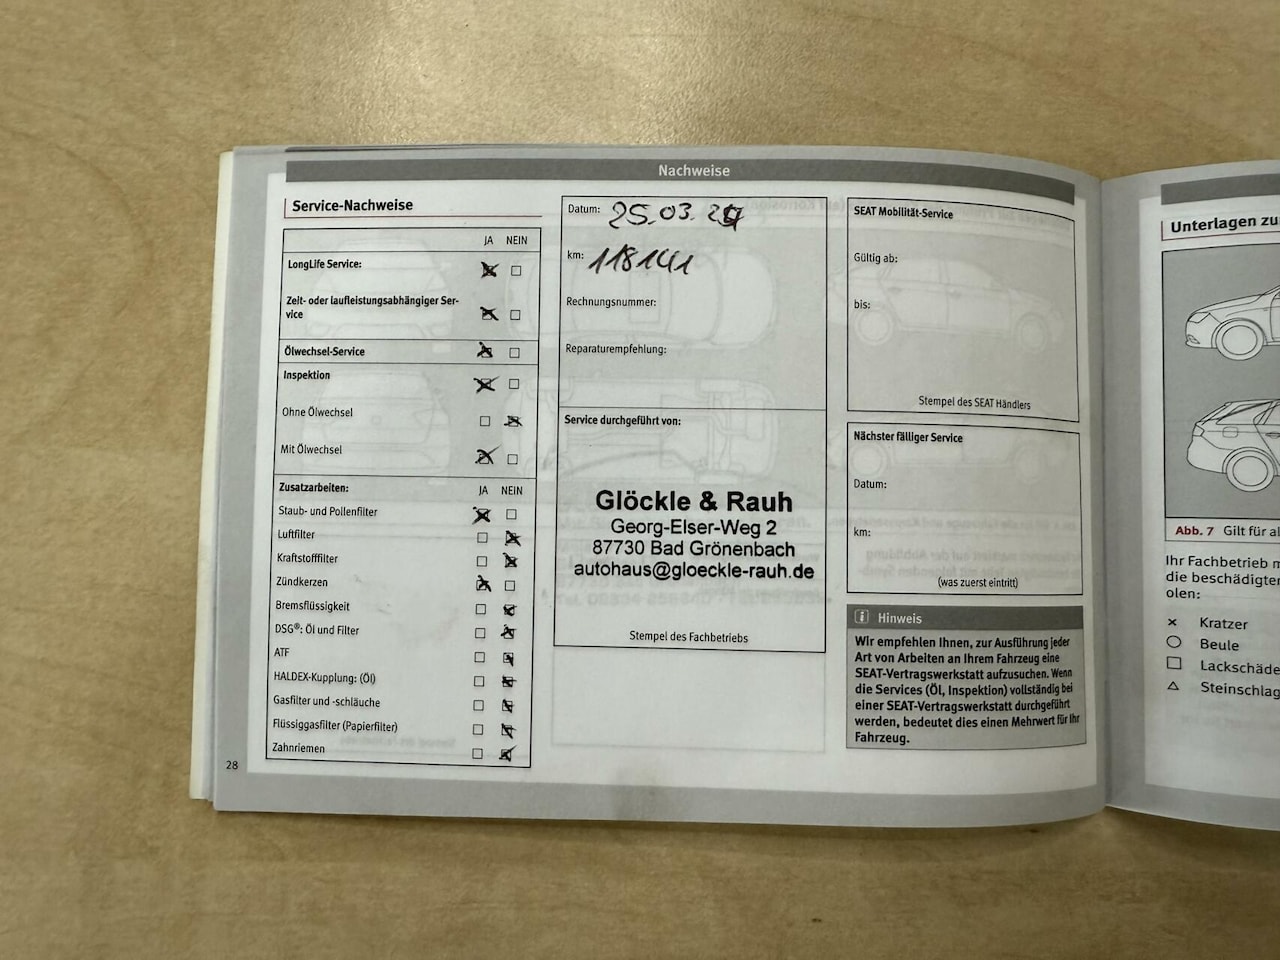 Nachweise
Service-Nachweise
JA NEIN
LongLife Service:
Zeit- oder laufleistungsabhängiger Ser-
vice
Ölwechsel-Service
Inspektion
Ohne Ölwechsel
Mit Ölwechsel
Zusatzarbeiten: JA NEIN
Staub- und Pollenfilter
Luftfilter
Kraftstofffilter
Zündkerzen
Bremsflüssigkeit
DSG®: Öl und Filter
ATF
HALDEX-Kupplung: (Öl)
Gasfilter und -schläuche
Flüssiggasfilter (Papierfilter)
Zahnriemen
28
Datum: 25.03.
km: 118141
Rechnungsnummer:
Reparaturempfehlung:
Service durchgeführt von:
Glöckle & Rauh
Georg-Elser-Weg 2
87730 Bad Grönenbach
autohaus@gloeckle-rauh.de
Stempel des Fachbetriebs
SEAT Mobilität-Service
Gültig ab:
bis:
Stempel des SEAT Händlers
Nächster fälliger Service
Datum:
km:
(was zuerst eintritt)
Hinweis
Wir empfehlen Ihnen, zur Ausführung jeder
Art von Arbeiten an Ihrem Fahrzeug eine
SEAT-Vertragswerkstatt aufzusuchen. Wenn
die Services (Öl, Inspektion) vollständig bei
einer SEAT-Vertragswerkstatt durchgeführt
werden, bedeutet dies einen Mehrwert für Ihr
Fahrzeug.
Unterlagen zu
Abb. 7 Gilt für al
Ihr Fachbetrieb m
die beschädigten
olen:
Kratzer
Beule
Lackschäde
Steinschlag